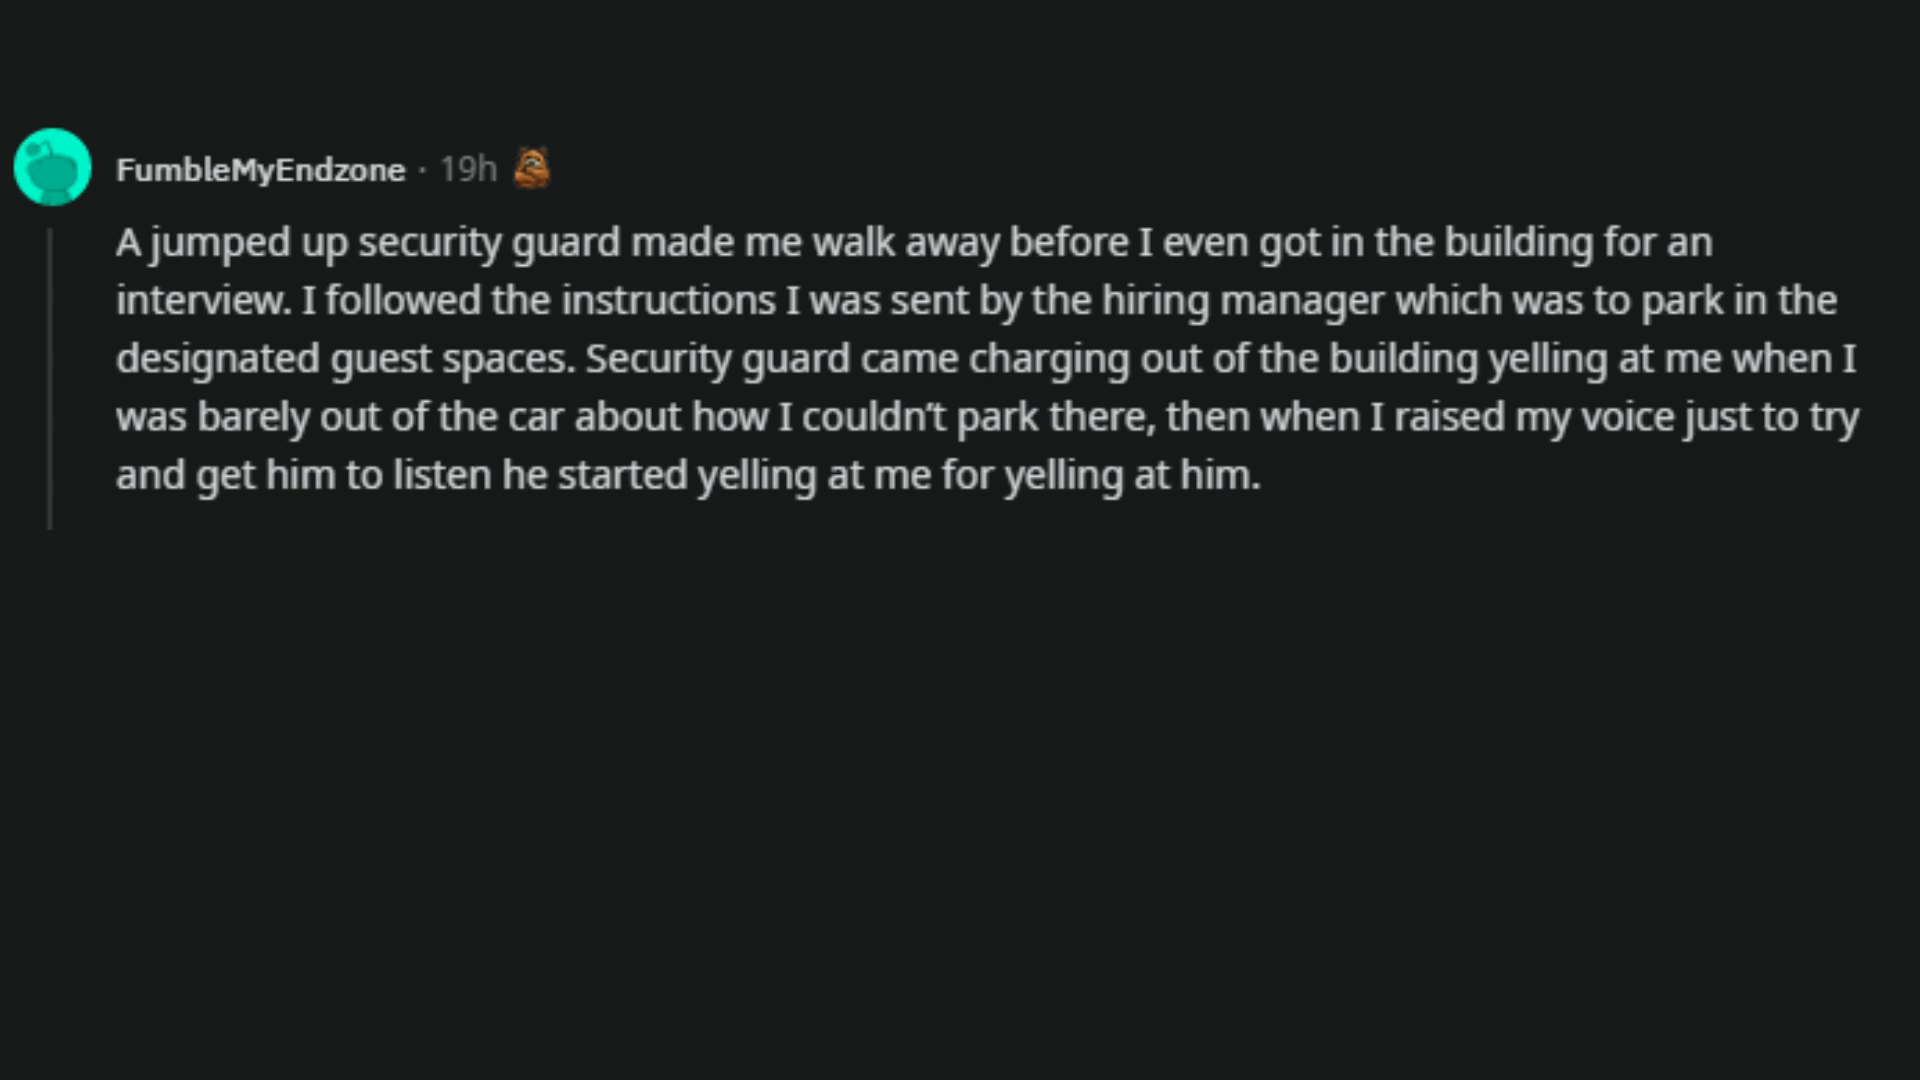 FumbleMyEndzone · 19h
A jumped up security guard made me walk away before I even got in the building for an
interview. I followed the instructions I was sent by the hiring manager which was to park in the
designated guest spaces. Security guard came charging out of the building yelling at me when I
was barely out of the car about how I couldn’t park there, then when I raised my voice just to try
and get him to listen he started yelling at me for yelling at him.